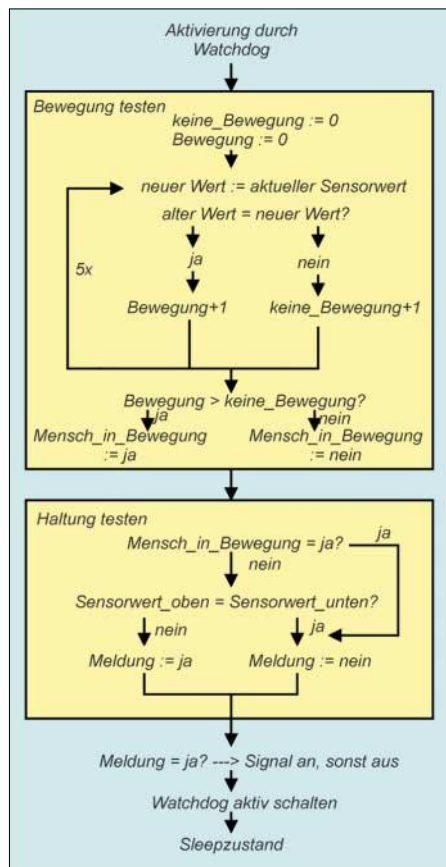 Aktivierung durch
Watchdog
Bewegung testen
keine_Bewegung := 0
Bewegung := 0
neuer Wert := aktueller Sensorwert
alter Wert = neuer Wert?
ja
nein
5x
Bewegung+1
keine_Bewegung+1
Bewegung > keine_Bewegung?
ja
nein
Mensch_in_Bewegung
:= ja
Mensch_in_Bewegung
:= nein
Haltung testen
Mensch_in_Bewegung = ja?
ja
nein
Sensorwert_oben = Sensorwert_unten?
nein
ja
Meldung := ja
Meldung := nein
Meldung = ja? ---> Signal an, sonst aus
Watchdog aktiv schalten
Sleepzustand